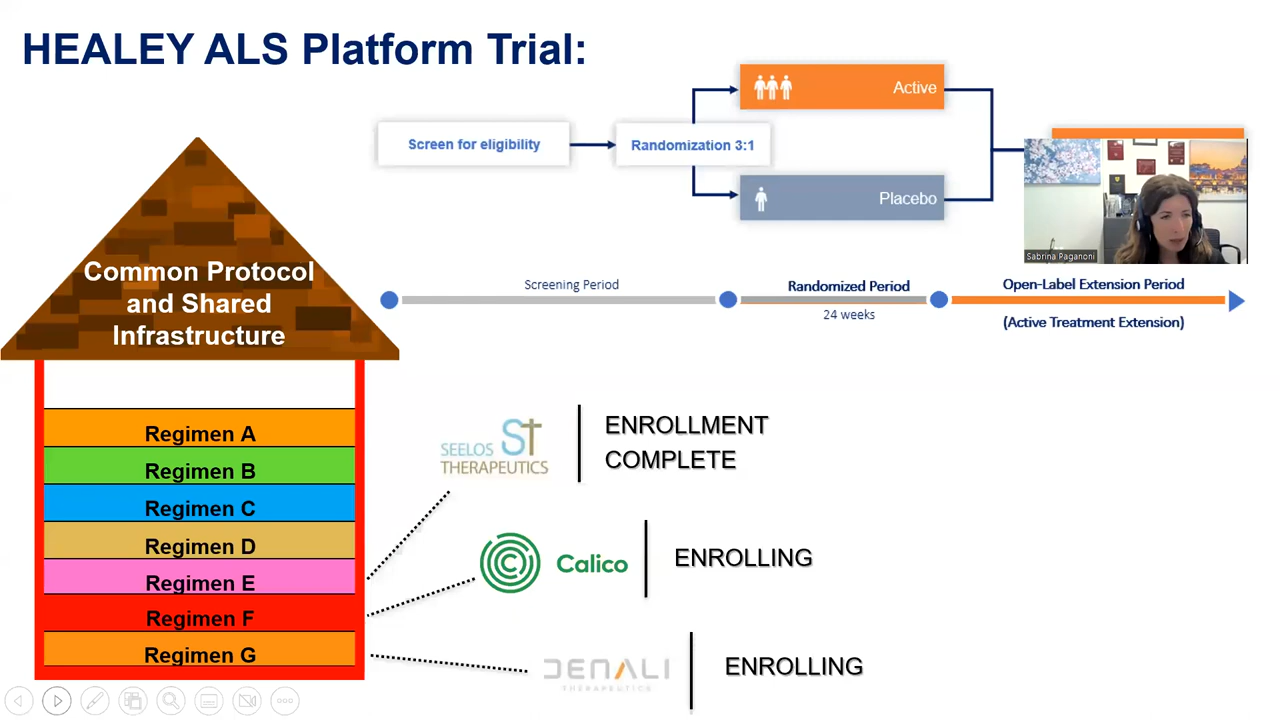 HEALEY ALS Platform Trial:
Screen for eligibility
Randomization 3:1
Active
Placebo
Sabrina Paganoni
Screening Period
Randomized Period
24 weeks
Open-Label Extension Period
(Active Treatment Extension)
Common Protocol
and Shared
Infrastructure
Regimen A
Regimen B
Regimen C
Regimen D
Regimen E
Regimen F
Regimen G
SEELOS St
THERAPEUTICS
ENROLLMENT
COMPLETE
C Calico
ENROLLING
DENALI
THERAPEUTICS
ENROLLING